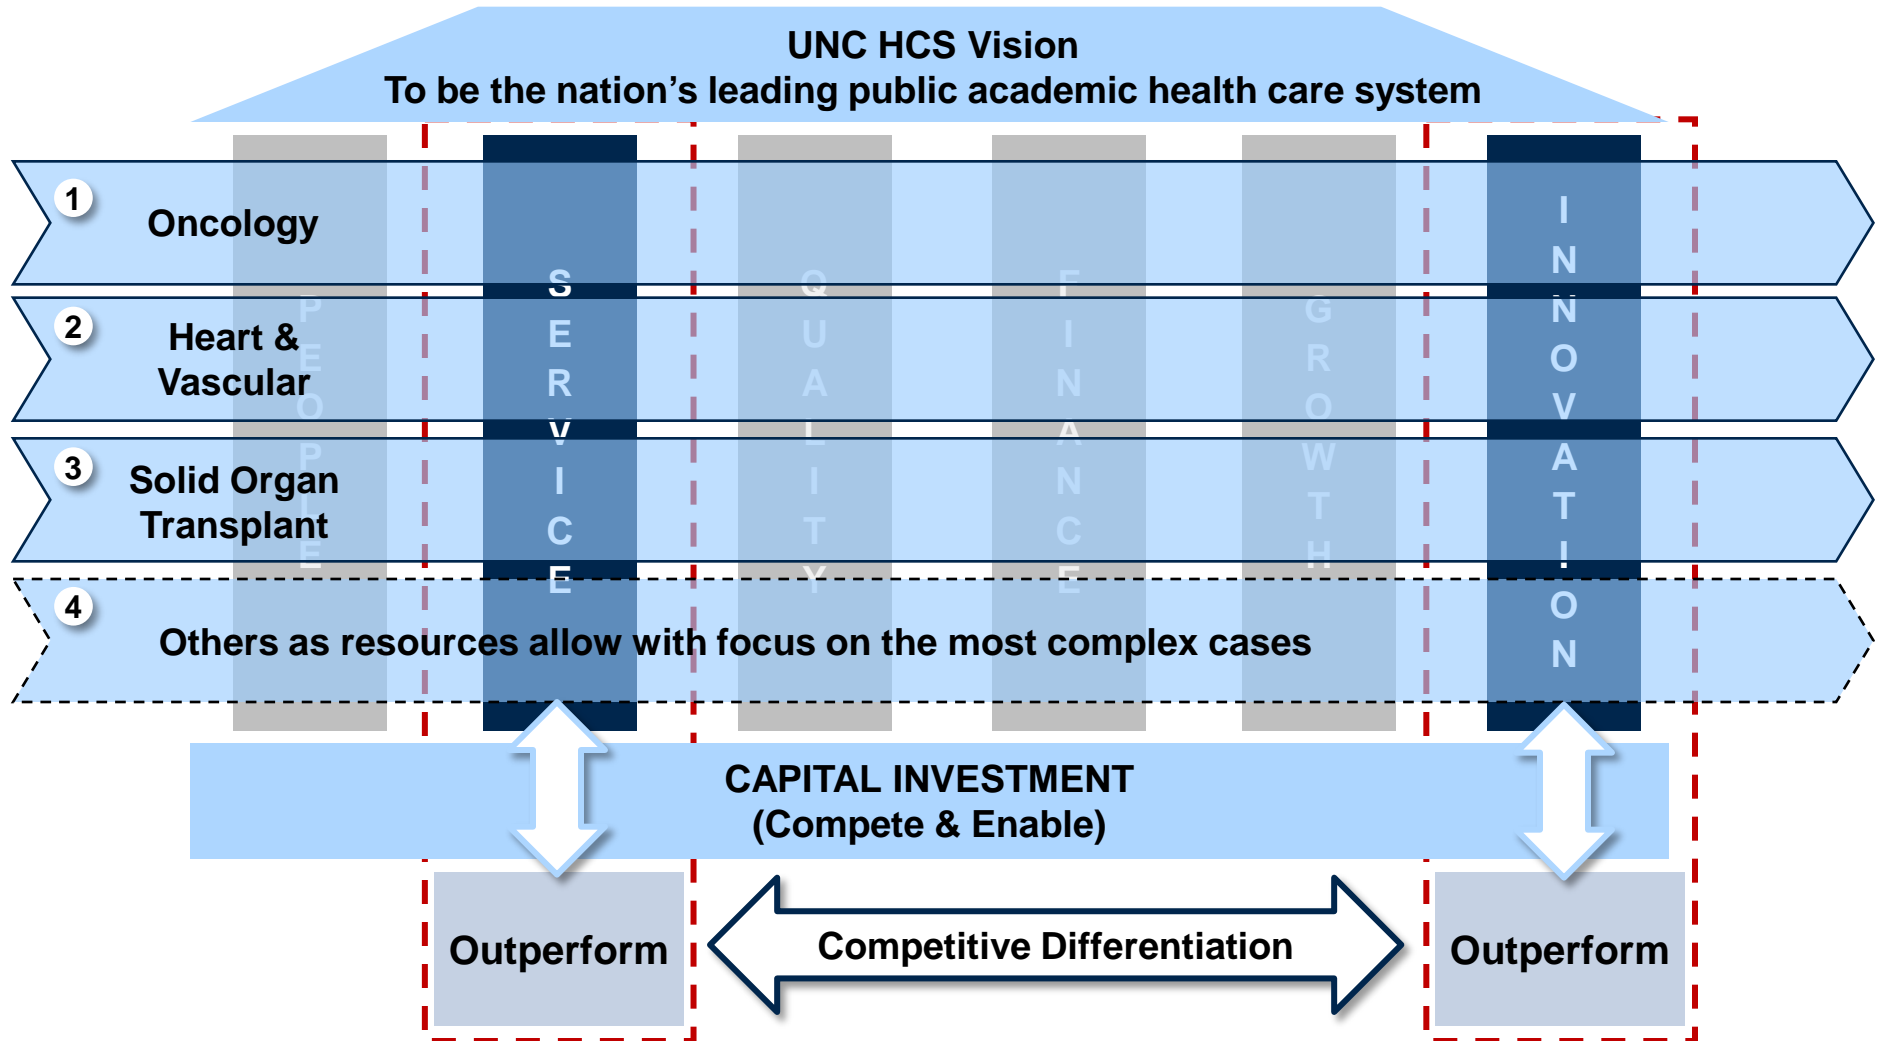 UNC HCS Vision
To be the nation’s leading public academic health care system
1
Oncology
2
Heart &
Vascular
3
Solid Organ
Transplant
4
Others as resources allow with focus on the most complex cases
PEOPLE
SERVICE
QUALITY
FINANCE
GROWTH
INNOVATION
CAPITAL INVESTMENT
(Compete & Enable)
Outperform
Competitive Differentiation
Outperform